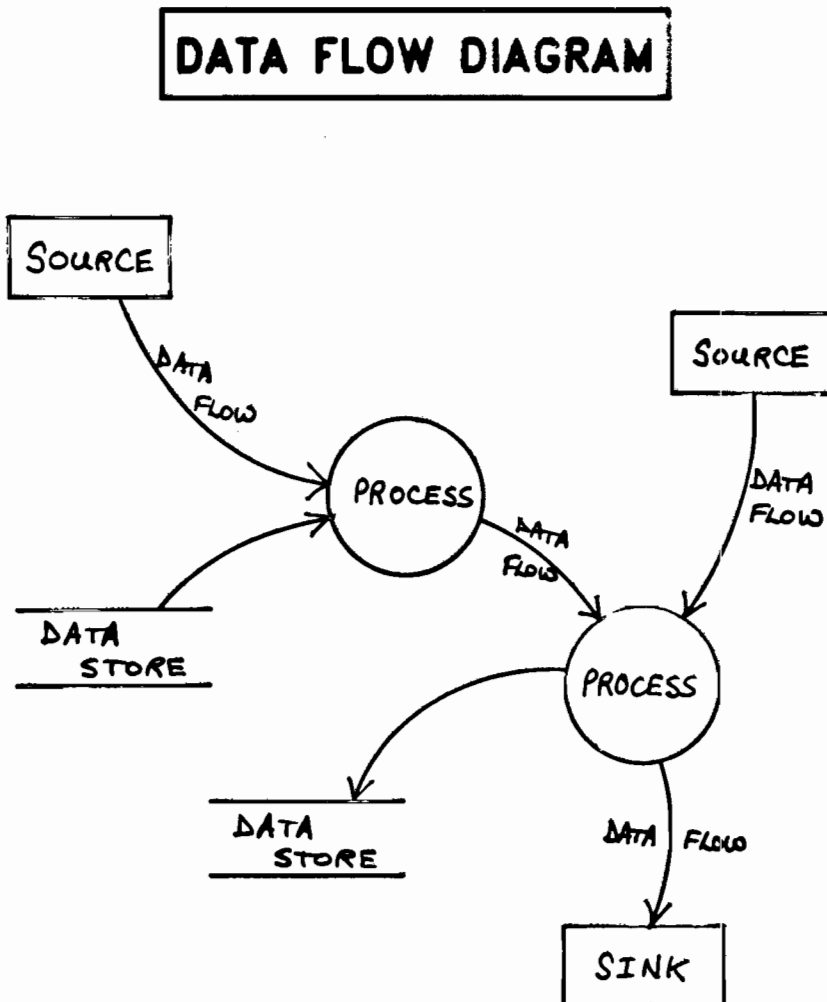 DATA FLOW DIAGRAM
SOURCE
SOURCE
DATA
FLOW
DATA
FLOW
PROCESS
DATA
FLOW
DATA
STORE
PROCESS
DATA
STORE
DATA FLOW
SINK